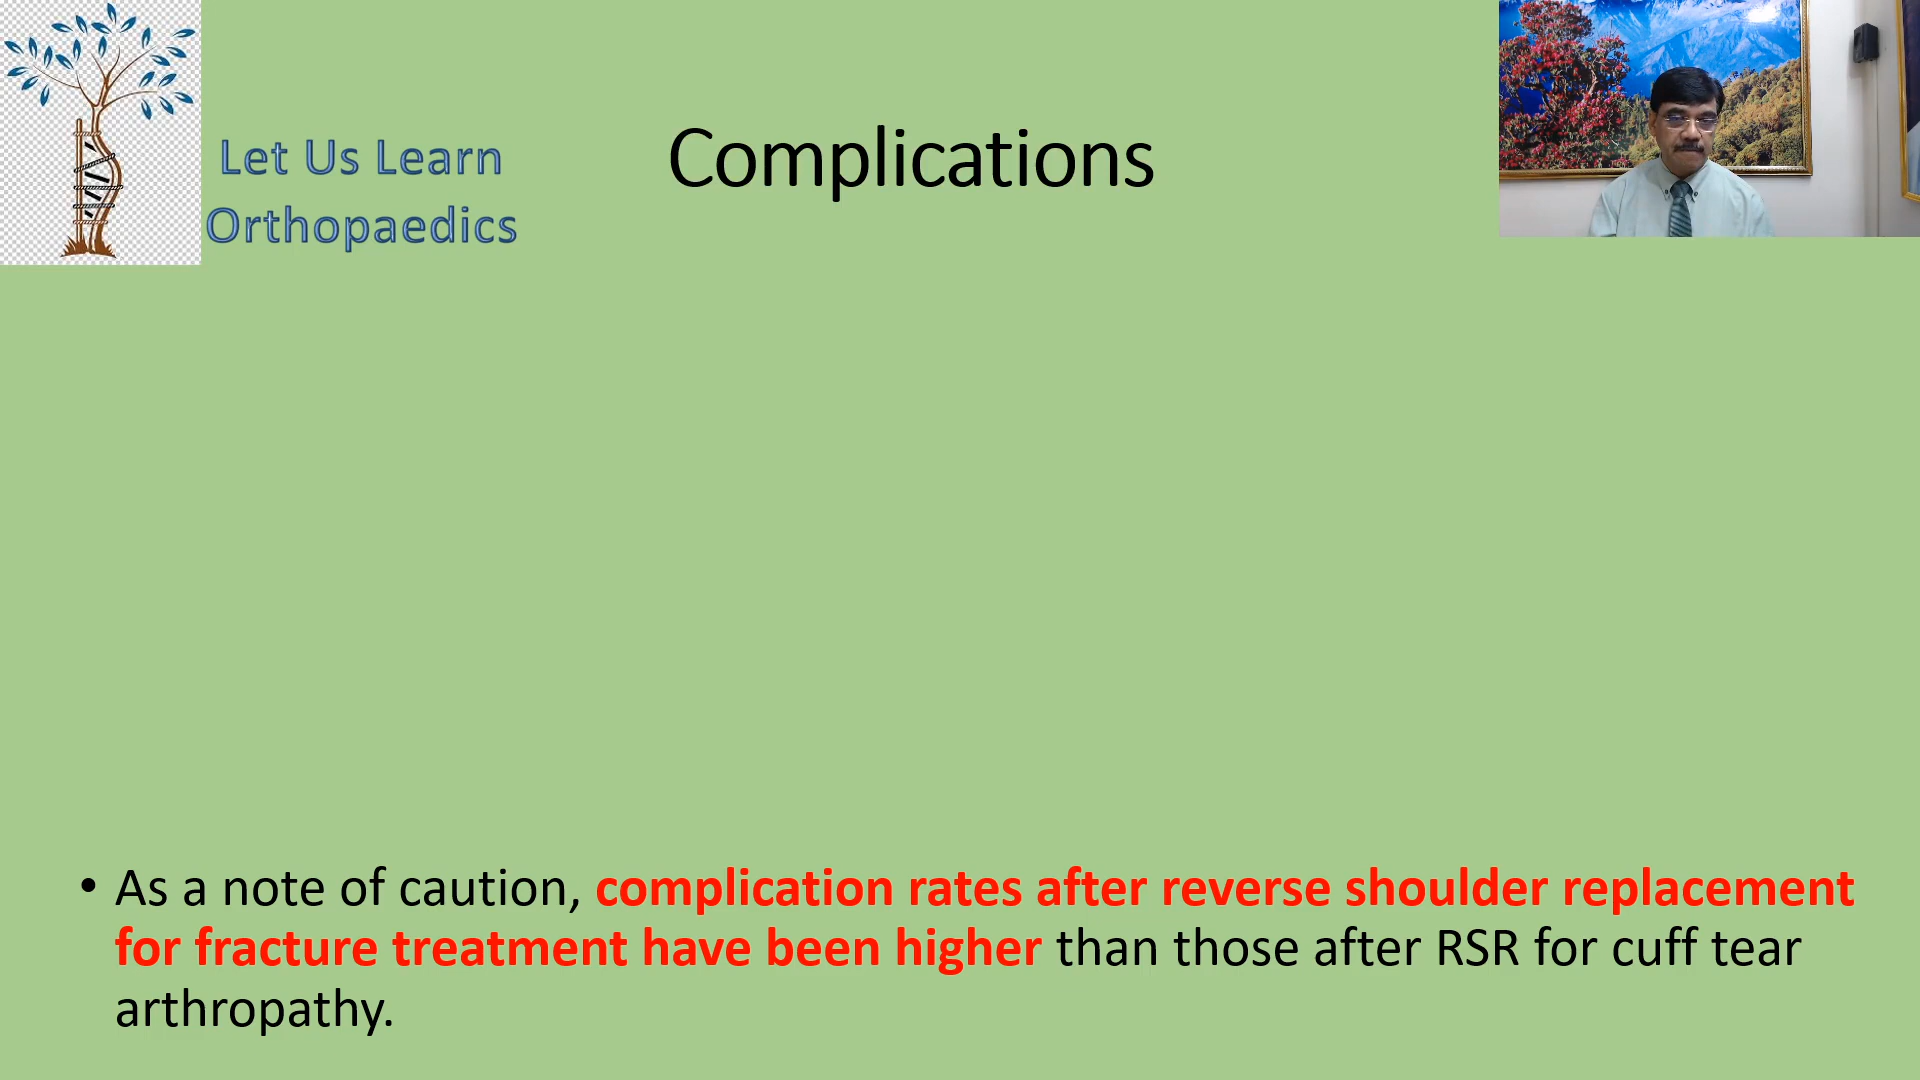 Let Us Learn
Orthopaedics
Complications
• As a note of caution, complication rates after reverse shoulder replacement
for fracture treatment have been higher than those after RSR for cuff tear
arthropathy.